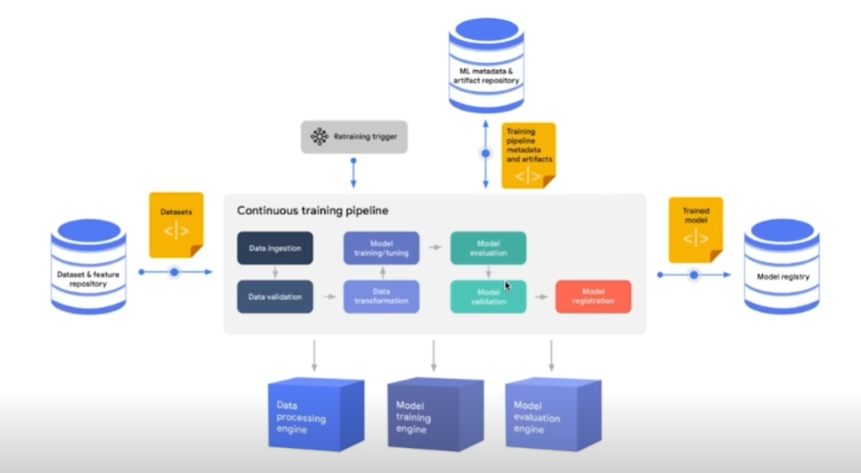 ML metadata &
artifact repository
Retraining trigger
Training
pipeline
metadata
and artifacts
</>
Datasets
</>
Trained
model
</>
Continuous training pipeline
Dataset & feature
repository
Data ingestion
Model
training/tuning
Model
evaluation
Model registry
Data validation
Data
transformation
Model
validation
Model
registration
Data
processing
engine
Model
training
engine
Model
evaluation
engine